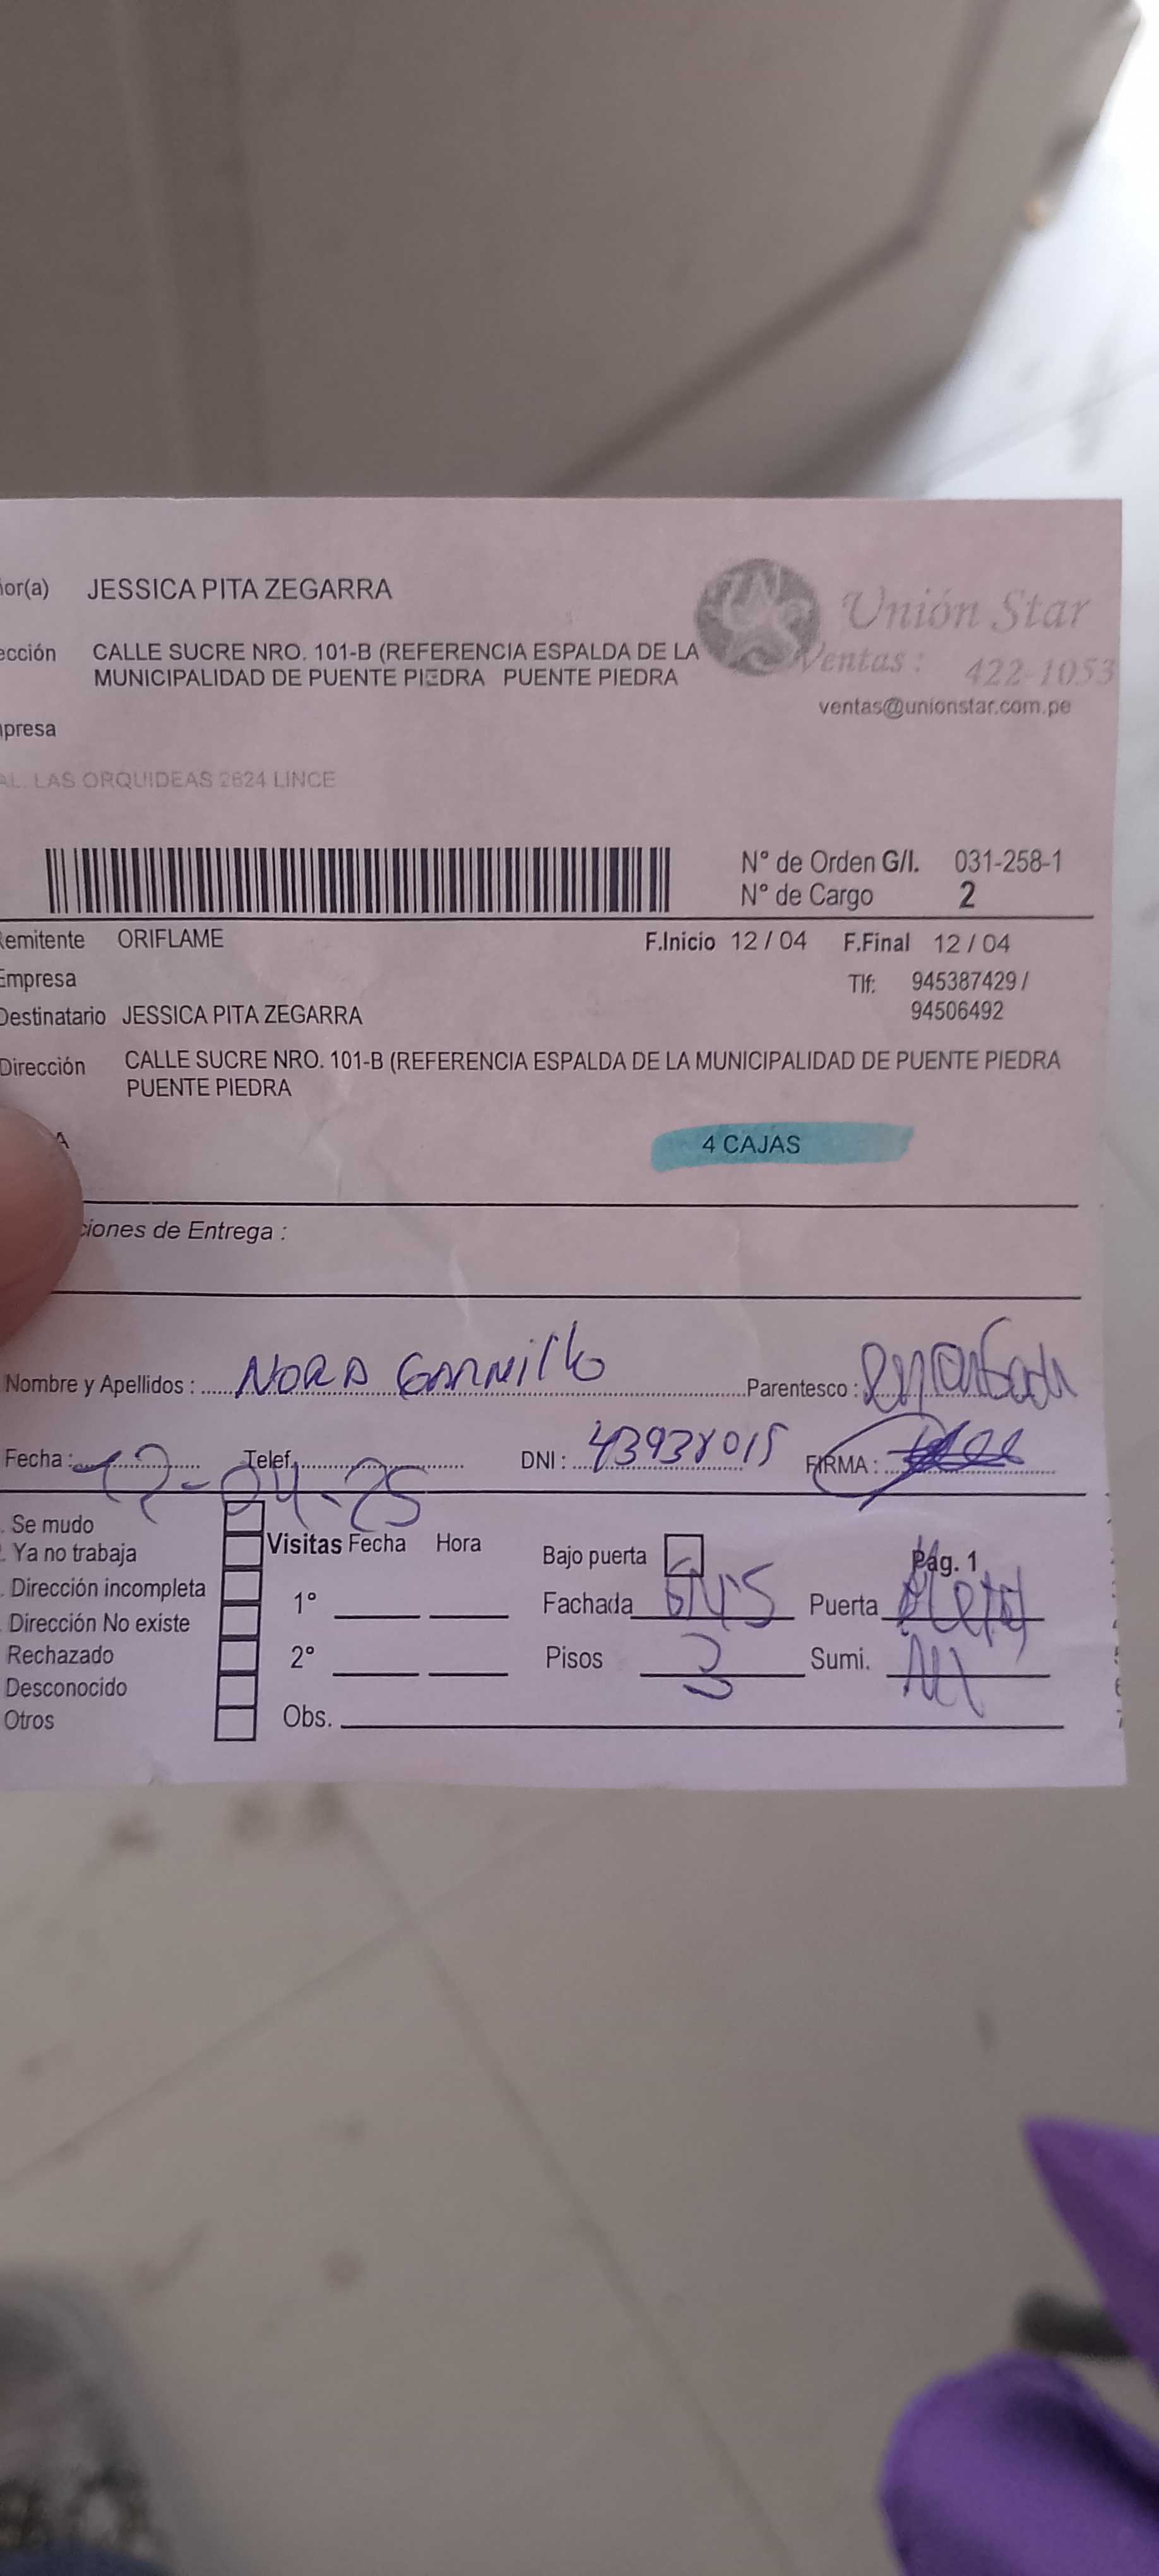 or(a) JESSICA PITA ZEGARRA
Unión Star
ección CALLE SUCRE NRO. 101-B (REFERENCIA ESPALDA DE LA
MUNICIPALIDAD DE PUENTE PIEDRA PUENTE PIEDRA
Ventas : 422-1053
ventas@unionstar.com.pe
presa
AL. LAS ORQUIDEAS 2624 LINCE
N° de Orden G/I. 031-258-1
N° de Cargo 2
Remitente ORIFLAME F.Inicio 12 / 04 F.Final 12 / 04
Empresa Tlf: 945387429 /
94506492
Destinatario JESSICA PITA ZEGARRA
Dirección CALLE SUCRE NRO. 101-B (REFERENCIA ESPALDA DE LA MUNICIPALIDAD DE PUENTE PIEDRA
PUENTE PIEDRA
A 4 CAJAS
ciones de Entrega :
Nombre y Apellidos : NORA Parentesco :
Fecha : 12-04-25 Telef. DNI : 43938015 FIRMA :
Se mudo
Ya no trabaja Visitas Fecha Hora Bajo puerta Pág. 1
Dirección incompleta 1° Fachada Puerta Metal
Dirección No existe
Rechazado 2° Pisos 3 Sumi.
Desconocido
Otros Obs.